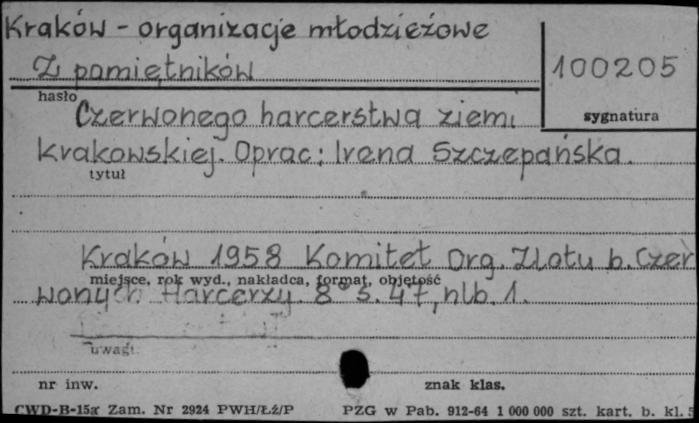 Kraków - organizacje młodzieżowe
Z pamiętników
100205
hasło
sygnatura
Czerwonego harcerstwa ziemi
krakowskiej. Oprac: Irena Szczepańska.
tytuł
Kraków 1958 Komitet Org. Zlotu b. Czer
miejsce, rok wyd., nakładca, format, objętość
wonych Harcerzy. 8° s. 47, nlb. 1.
uwagi
nr inw.
znak klas.
CWD-B-15a Zam. Nr 2924 PWH/Łź/P
PZG w Pab. 912-64 1 000 000 szt. kart. b. kl. 3